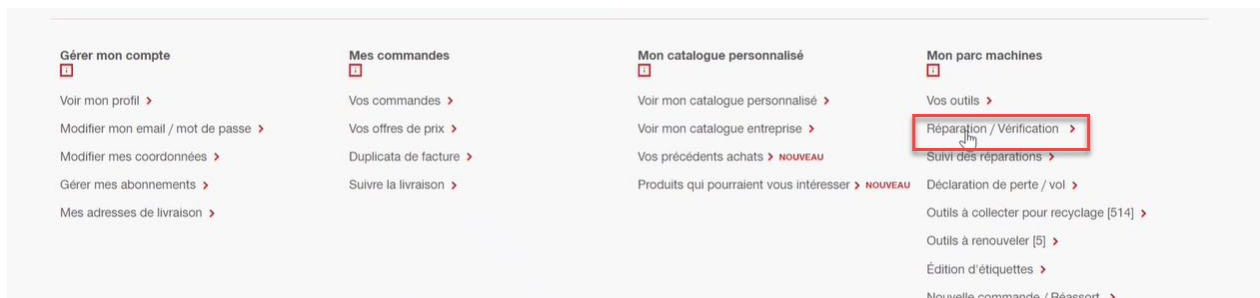 Gérer mon compte
Voir mon profil
Modifier mon email / mot de passe
Modifier mes coordonnées
Gérer mes abonnements
Mes adresses de livraison
Mes commandes
Vos commandes
Vos offres de prix
Duplicata de facture
Suivre la livraison
Mon catalogue personnalisé
Voir mon catalogue personnalisé
Voir mon catalogue entreprise
Vos précédents achats NOUVEAU
Produits qui pourraient vous intéresser NOUVEAU
Mon parc machines
Vos outils
Réparation / Vérification
Suivi des réparations
Déclaration de perte / vol
Outils à collecter pour recyclage [514]
Outils à renouveler [5]
Édition d'étiquettes
Nouvelle commande / Réassort